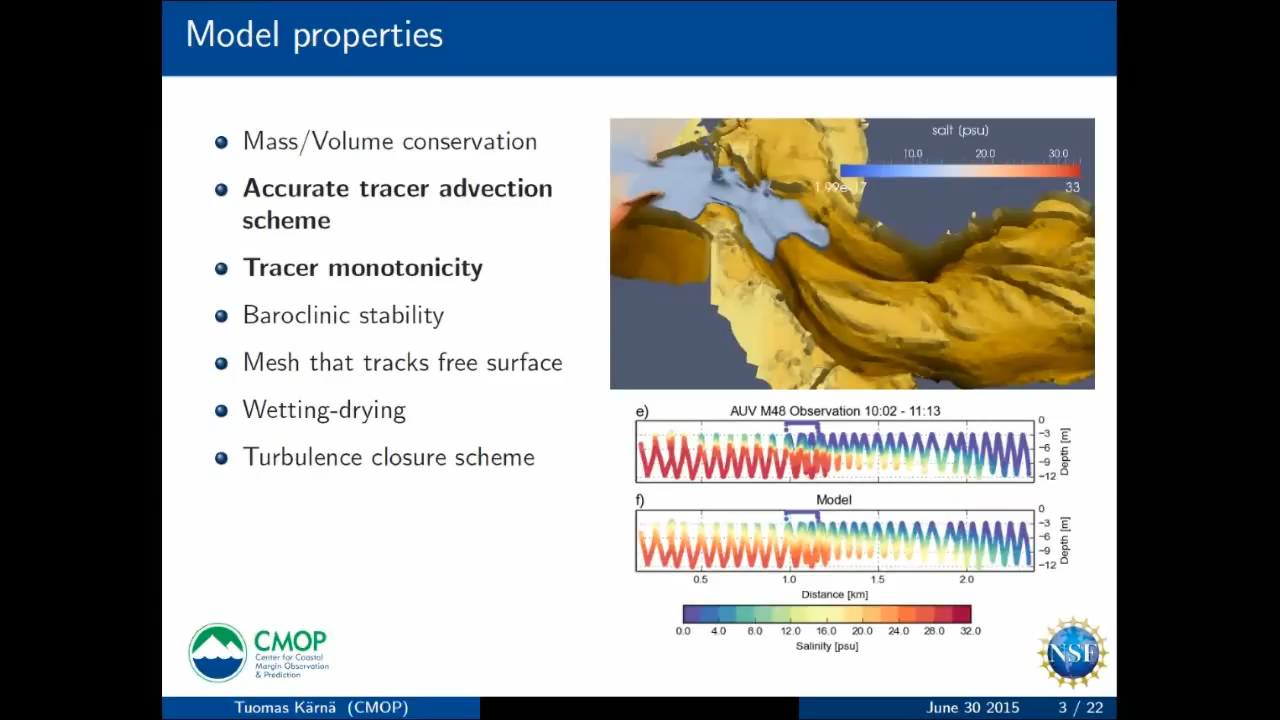 Model properties
Mass/Volume conservation
Accurate tracer advection
scheme
Tracer monotonicity
Baroclinic stability
Mesh that tracks free surface
Wetting-drying
Turbulence closure scheme
salt (psu)
10.0 20.0 30.0
1.99e-17 33
e) AUV M48 Observation 10:02 - 11:13
0
−3
−6
−9
−12
Depth [m]
f) Model
0
−3
−6
−9
−12
Depth [m]
0.5 1.0 1.5 2.0
Distance [km]
0.0 4.0 8.0 12.0 16.0 20.0 24.0 28.0 32.0
Salinity [psu]
CMOP
Center for Coastal
Margin Observation
& Prediction
NSF
Tuomas Kärnä (CMOP) June 30 2015 3 / 22